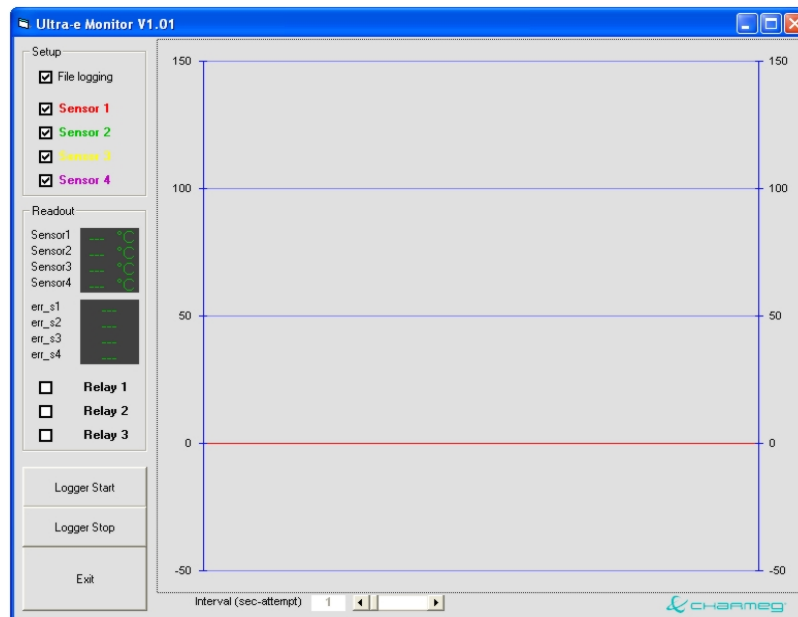 Ultra-e Monitor V1.01
Setup
File logging
Sensor 1
Sensor 2
Sensor 3
Sensor 4
Readout
Sensor1 --- °C
Sensor2 --- °C
Sensor3 --- °C
Sensor4 --- °C
err_s1 ---
err_s2 ---
err_s3 ---
err_s4 ---
Relay 1
Relay 2
Relay 3
Logger Start
Logger Stop
Exit
150 150
100 100
50 50
0 0
-50 -50
Interval (sec-attempt) 1
CHARMEG